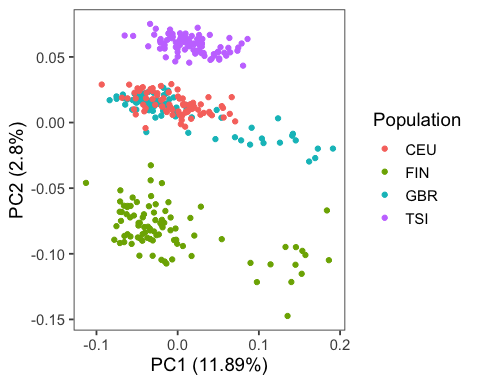 PC2 (2.8%)
0.05
0.00
-0.05
-0.10
-0.15
-0.1
0.0
0.1
0.2
PC1 (11.89%)
Population
CEU
FIN
GBR
TSI